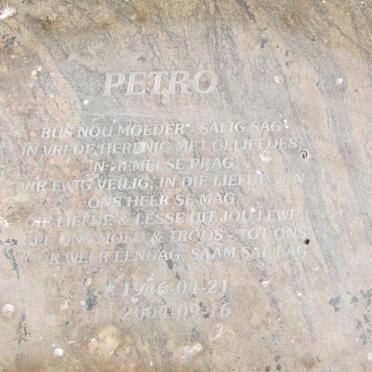 PETRO
RUS NOU MOEDER - SALIG SAG
IN VREDE HERENIG MET GELIEFDES,
IN HEMELSE PRAG
VIR EWIG VEILIG, IN DIE LIEFDE VAN
ONS HEER SE MAG
DIE LIEFDE & LESSE UIT JOU LEWE
GEE ONS MOED & TROOS - TOT ONS
OOK WEER EENDAG, SAAM SAL LAG
* 1946-04-21
2004-09-16